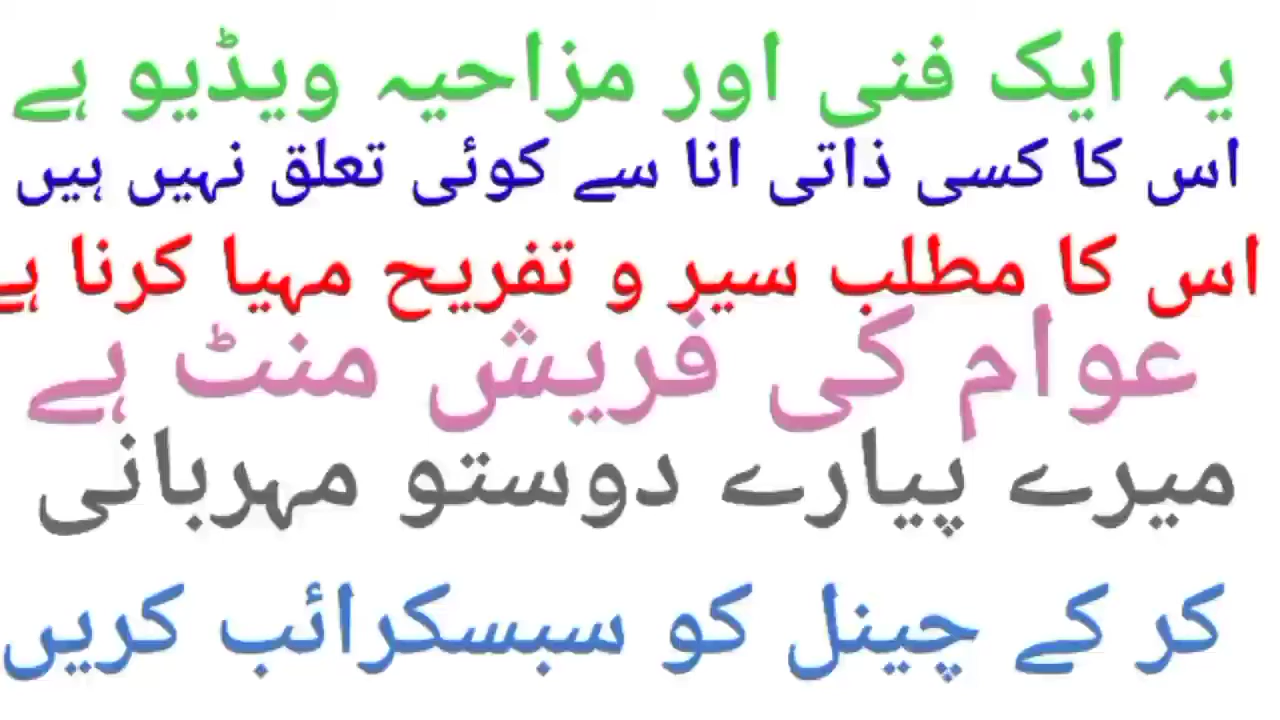 یہ ایک فنی اور مزاحیہ ویڈیو ہے
اس کا کسی ذاتی انا سے کوئی تعلق نہیں ہیں
اس کا مطلب سیر و تفریح مہیا کرنا ہے
عوام کی فریش منٹ ہے
میرے پیارے دوستو مہربانی
کر کے چینل کو سبسکرائب کریں